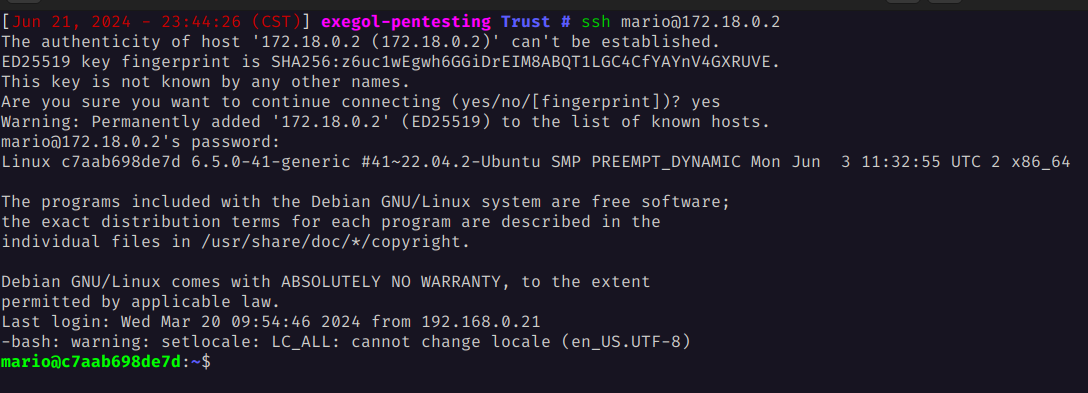 [Jun 21, 2024 - 23:44:26 (CST)] exegol-pentesting Trust # ssh mario@172.18.0.2
The authenticity of host '172.18.0.2 (172.18.0.2)' can't be established.
ED25519 key fingerprint is SHA256:z6uc1wEgwh6GGiDrEIM8ABQT1LGC4CfYAYnV4GXRUVE.
This key is not known by any other names.
Are you sure you want to continue connecting (yes/no/[fingerprint])? yes
Warning: Permanently added '172.18.0.2' (ED25519) to the list of known hosts.
mario@172.18.0.2's password:
Linux c7aab698de7d 6.5.0-41-generic #41~22.04.2-Ubuntu SMP PREEMPT_DYNAMIC Mon Jun  3 11:32:55 UTC 2 x86_64
The programs included with the Debian GNU/Linux system are free software;
the exact distribution terms for each program are described in the
individual files in /usr/share/doc/*/copyright.
Debian GNU/Linux comes with ABSOLUTELY NO WARRANTY, to the extent
permitted by applicable law.
Last login: Wed Mar 20 09:54:46 2024 from 192.168.0.21
-bash: warning: setlocale: LC_ALL: cannot change locale (en_US.UTF-8)
mario@c7aab698de7d:~$